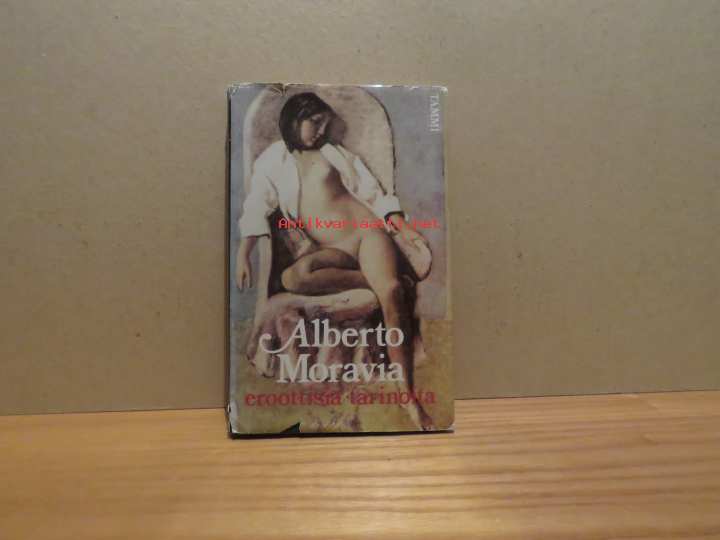 TAMMI
Antikvariaatti.net
Alberto
Moravia
eroottisia tarinoita